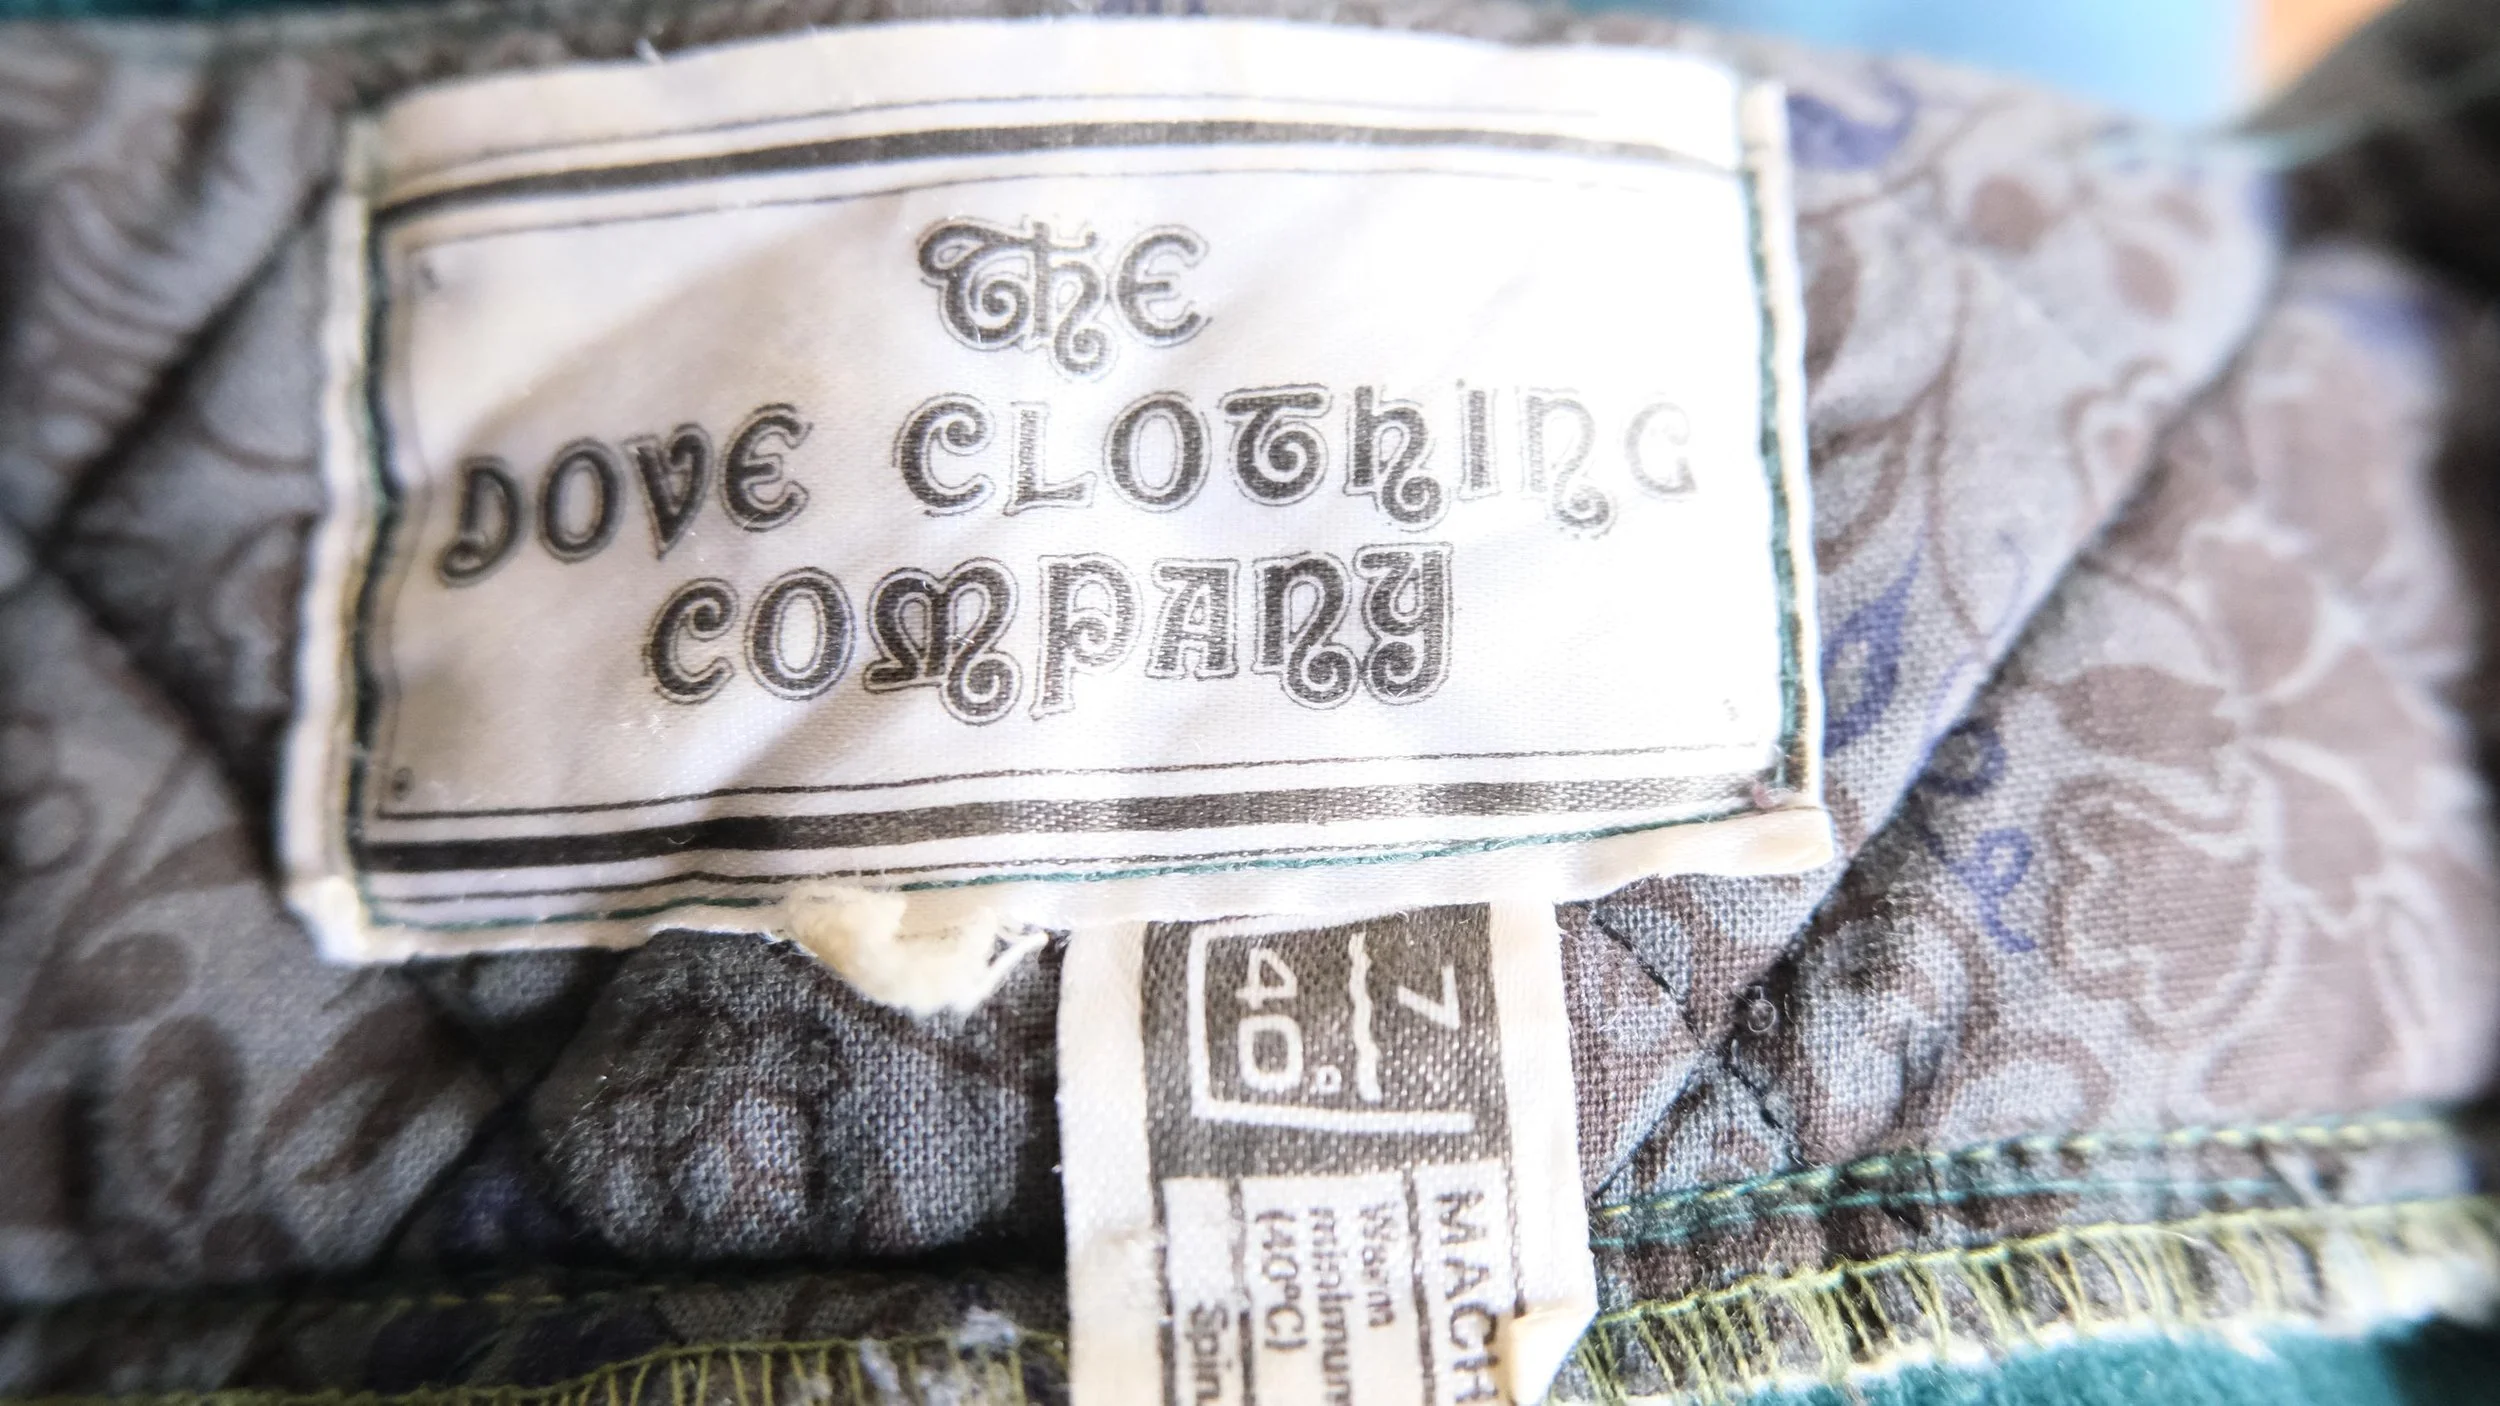 The
DOVE CLOTHING
COMPANY
7
40°
MACH
Warm
minimum
(40°C)
Spin